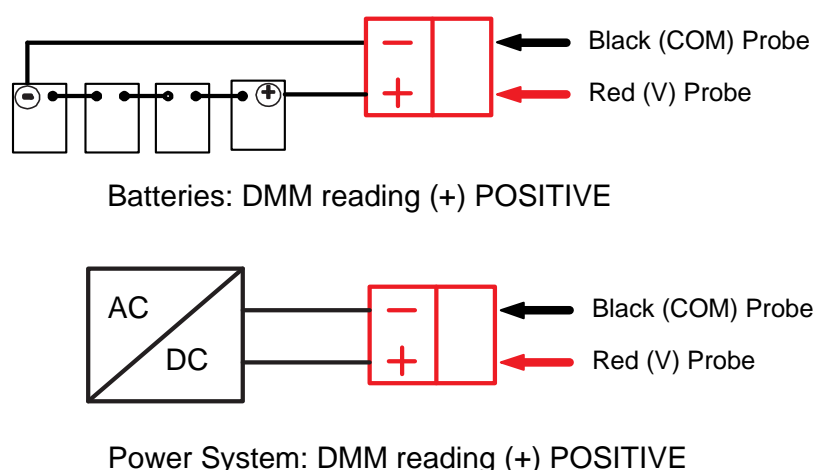 − Black (COM) Probe
- + + Red (V) Probe
Batteries: DMM reading (+) POSITIVE
AC − Black (COM) Probe
DC + Red (V) Probe
Power System: DMM reading (+) POSITIVE